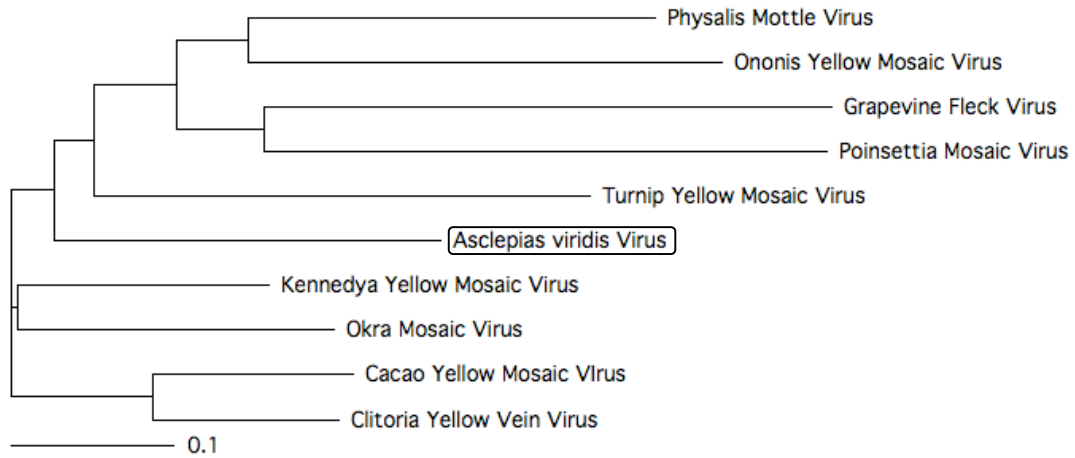 Physalis Mottle Virus
Ononis Yellow Mosaic Virus
Grapevine Fleck Virus
Poinsettia Mosaic Virus
Turnip Yellow Mosaic Virus
Asclepias viridis Virus
Kennedya Yellow Mosaic Virus
Okra Mosaic Virus
Cacao Yellow Mosaic VIrus
Clitoria Yellow Vein Virus
0.1